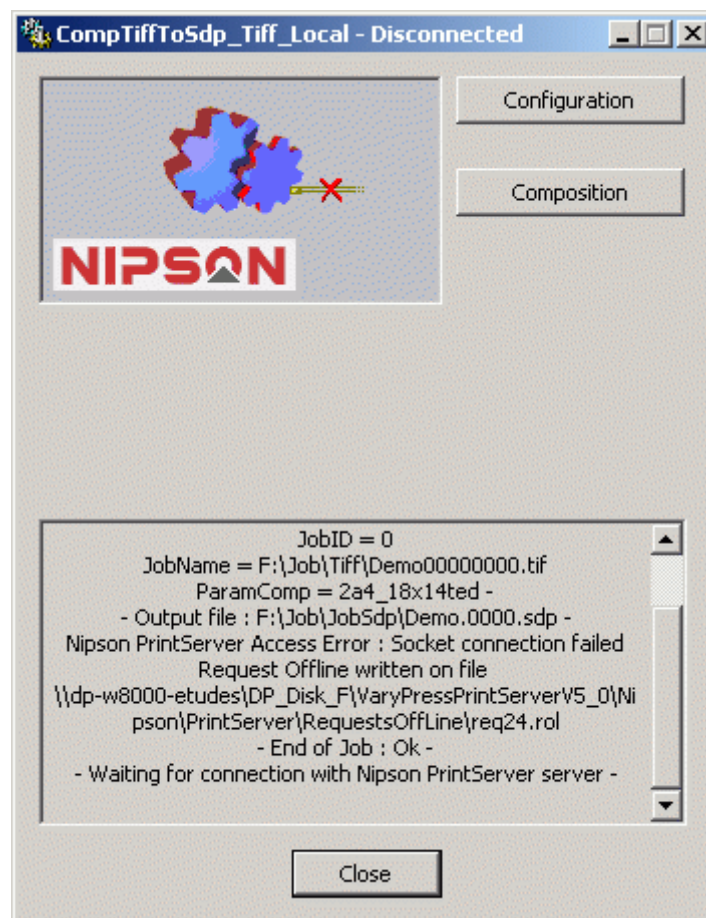 CompTiffToSdp_Tiff_Local - Disconnected
Configuration
Composition
NIPSON
JobID = 0
JobName = F:\Job\Tiff\Demo00000000.tif
ParamComp = 2a4_18x14ted -
- Output file : F:\Job\JobSdp\Demo.0000.sdp -
Nipson PrintServer Access Error : Socket connection failed
Request Offline written on file
\\dp-w8000-etudes\DP_Disk_F\VaryPressPrintServerV5_0\Ni
pson\PrintServer\RequestsOffLine\req24.rol
- End of Job : Ok -
- Waiting for connection with Nipson PrintServer server -
Close